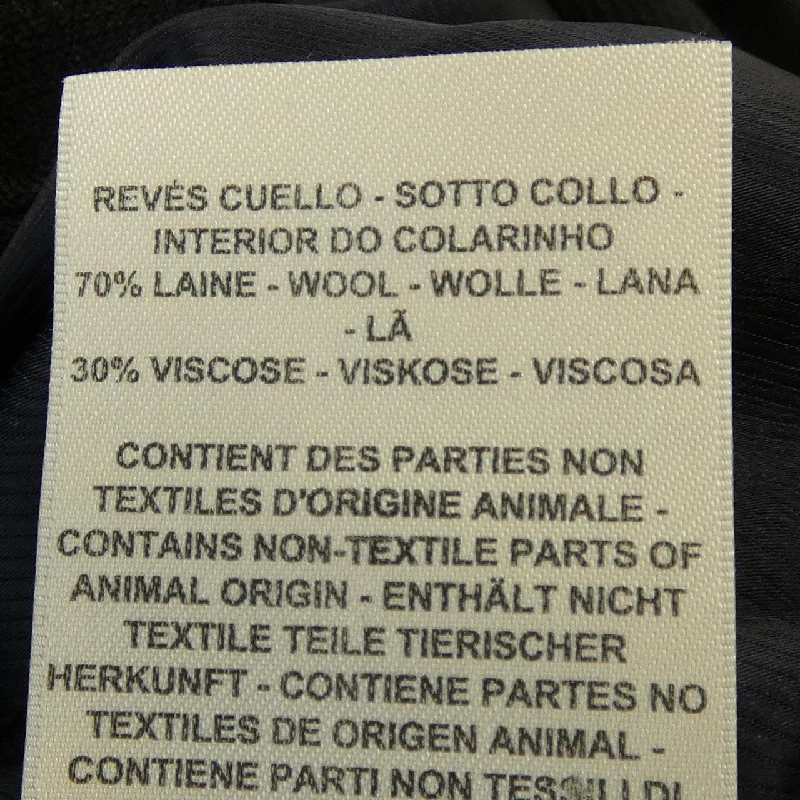 REVÉS CUELLO - SOTTO COLLO -
INTERIOR DO COLARINHO
70% LAINE - WOOL - WOLLE - LANA
- LÃ
30% VISCOSE - VISKOSE - VISCOSA
CONTIENT DES PARTIES NON
TEXTILES D'ORIGINE ANIMALE -
CONTAINS NON-TEXTILE PARTS OF
ANIMAL ORIGIN - ENTHÄLT NICHT
TEXTILE TEILE TIERISCHER
HERKUNFT - CONTIENE PARTES NO
TEXTILES DE ORIGEN ANIMAL -
CONTIENE PARTI NON TESSILI DI